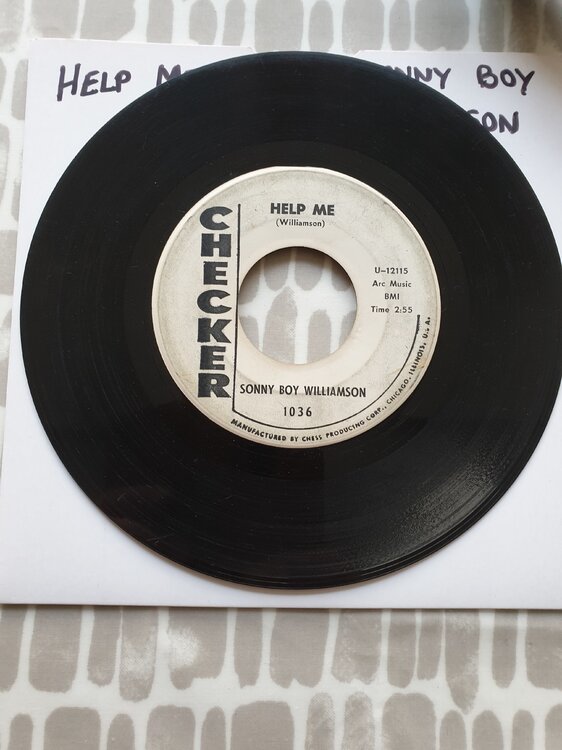 HELP
NNY BOY
SON
CHECKER
HELP ME
(Williamson)
U-12115
Arc Music
BMI
Time 2:55
SONNY BOY WILLIAMSON
1036
MANUFACTURED BY CHESS PRODUCING CORP., CHICAGO, ILLINOIS, U.S.A.